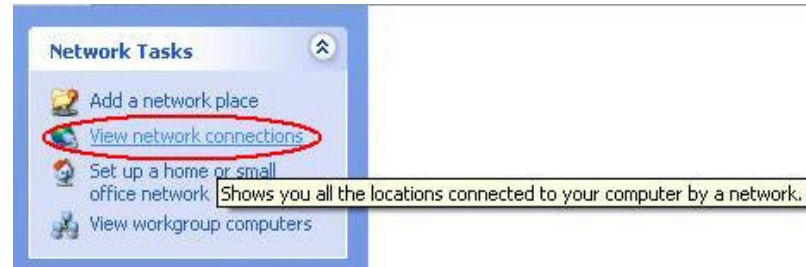 Network Tasks
Add a network place
View network connections
Set up a home or small
office network
Shows you all the locations connected to your computer by a network.
View workgroup computers